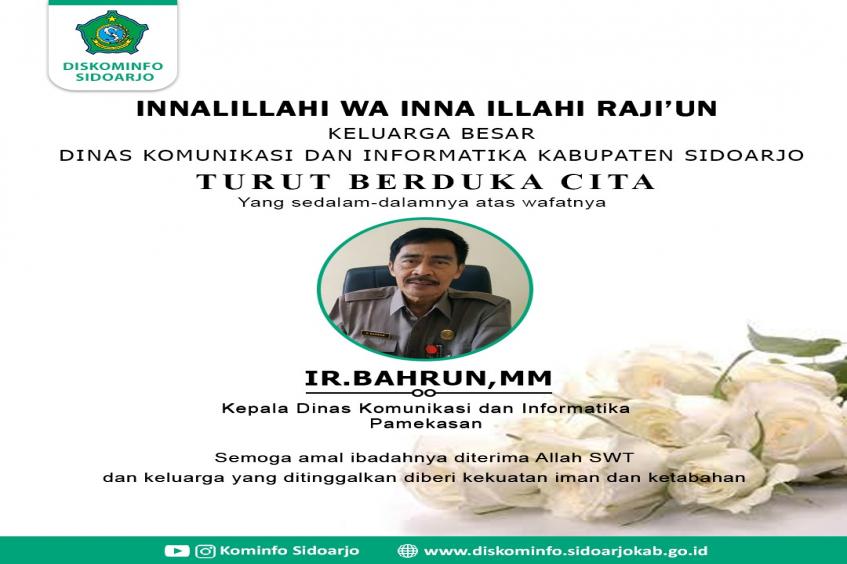 DISKOMINFO
SIDOARJO
INNALILLAHI WA INNA ILLAHI RAJI’UN
KELUARGA BESAR
DINAS KOMUNIKASI DAN INFORMATIKA KABUPATEN SIDOARJO
TURUT BERDUKA CITA
Yang sedalam-dalamnya atas wafatnya
IR.BAHRUN,MM
Kepala Dinas Komunikasi dan Informatika
Pamekasan
Semoga amal ibadahnya diterima Allah SWT
dan keluarga yang ditinggalkan diberi kekuatan iman dan ketabahan
Kominfo Sidoarjo
www.diskominfo.sidoarjokab.go.id